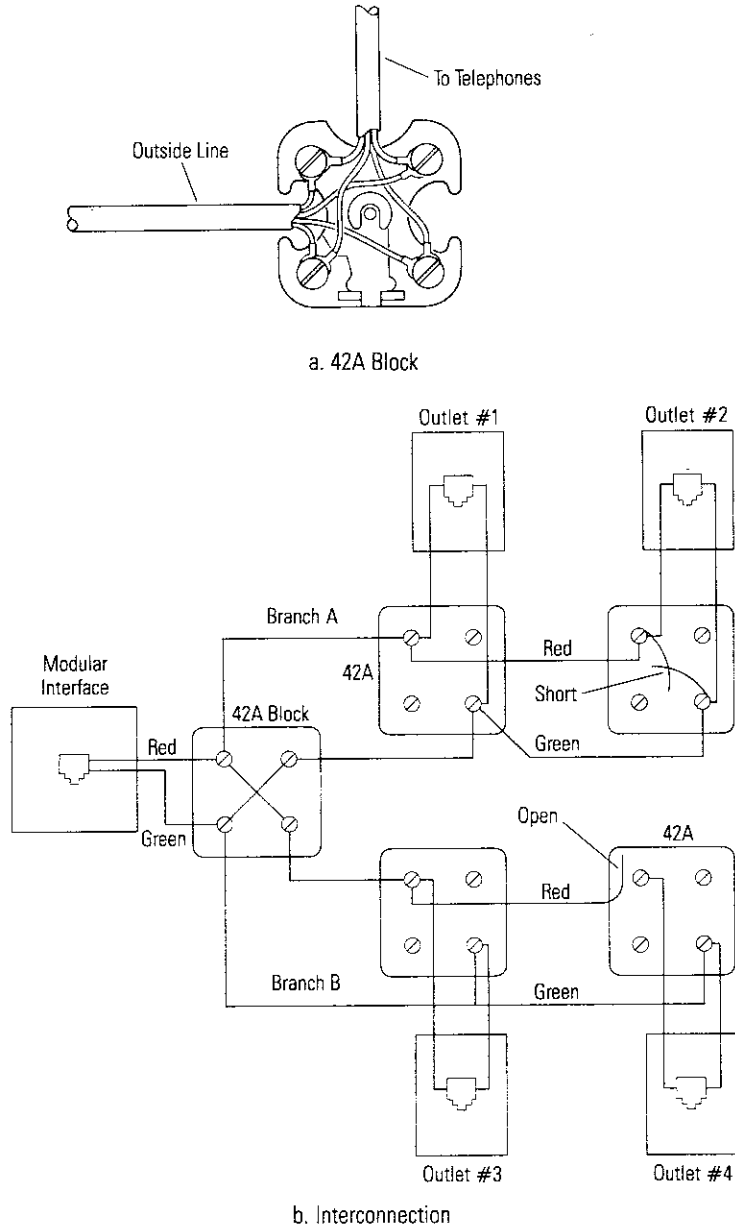 To Telephones
Outside Line
a. 42A Block
Outlet #1
Outlet #2
Branch A
Red
Modular
Interface
42A
Short
42A Block
Red
Green
Green
Open
42A
Red
Branch B
Green
Outlet #3
Outlet #4
b. Interconnection